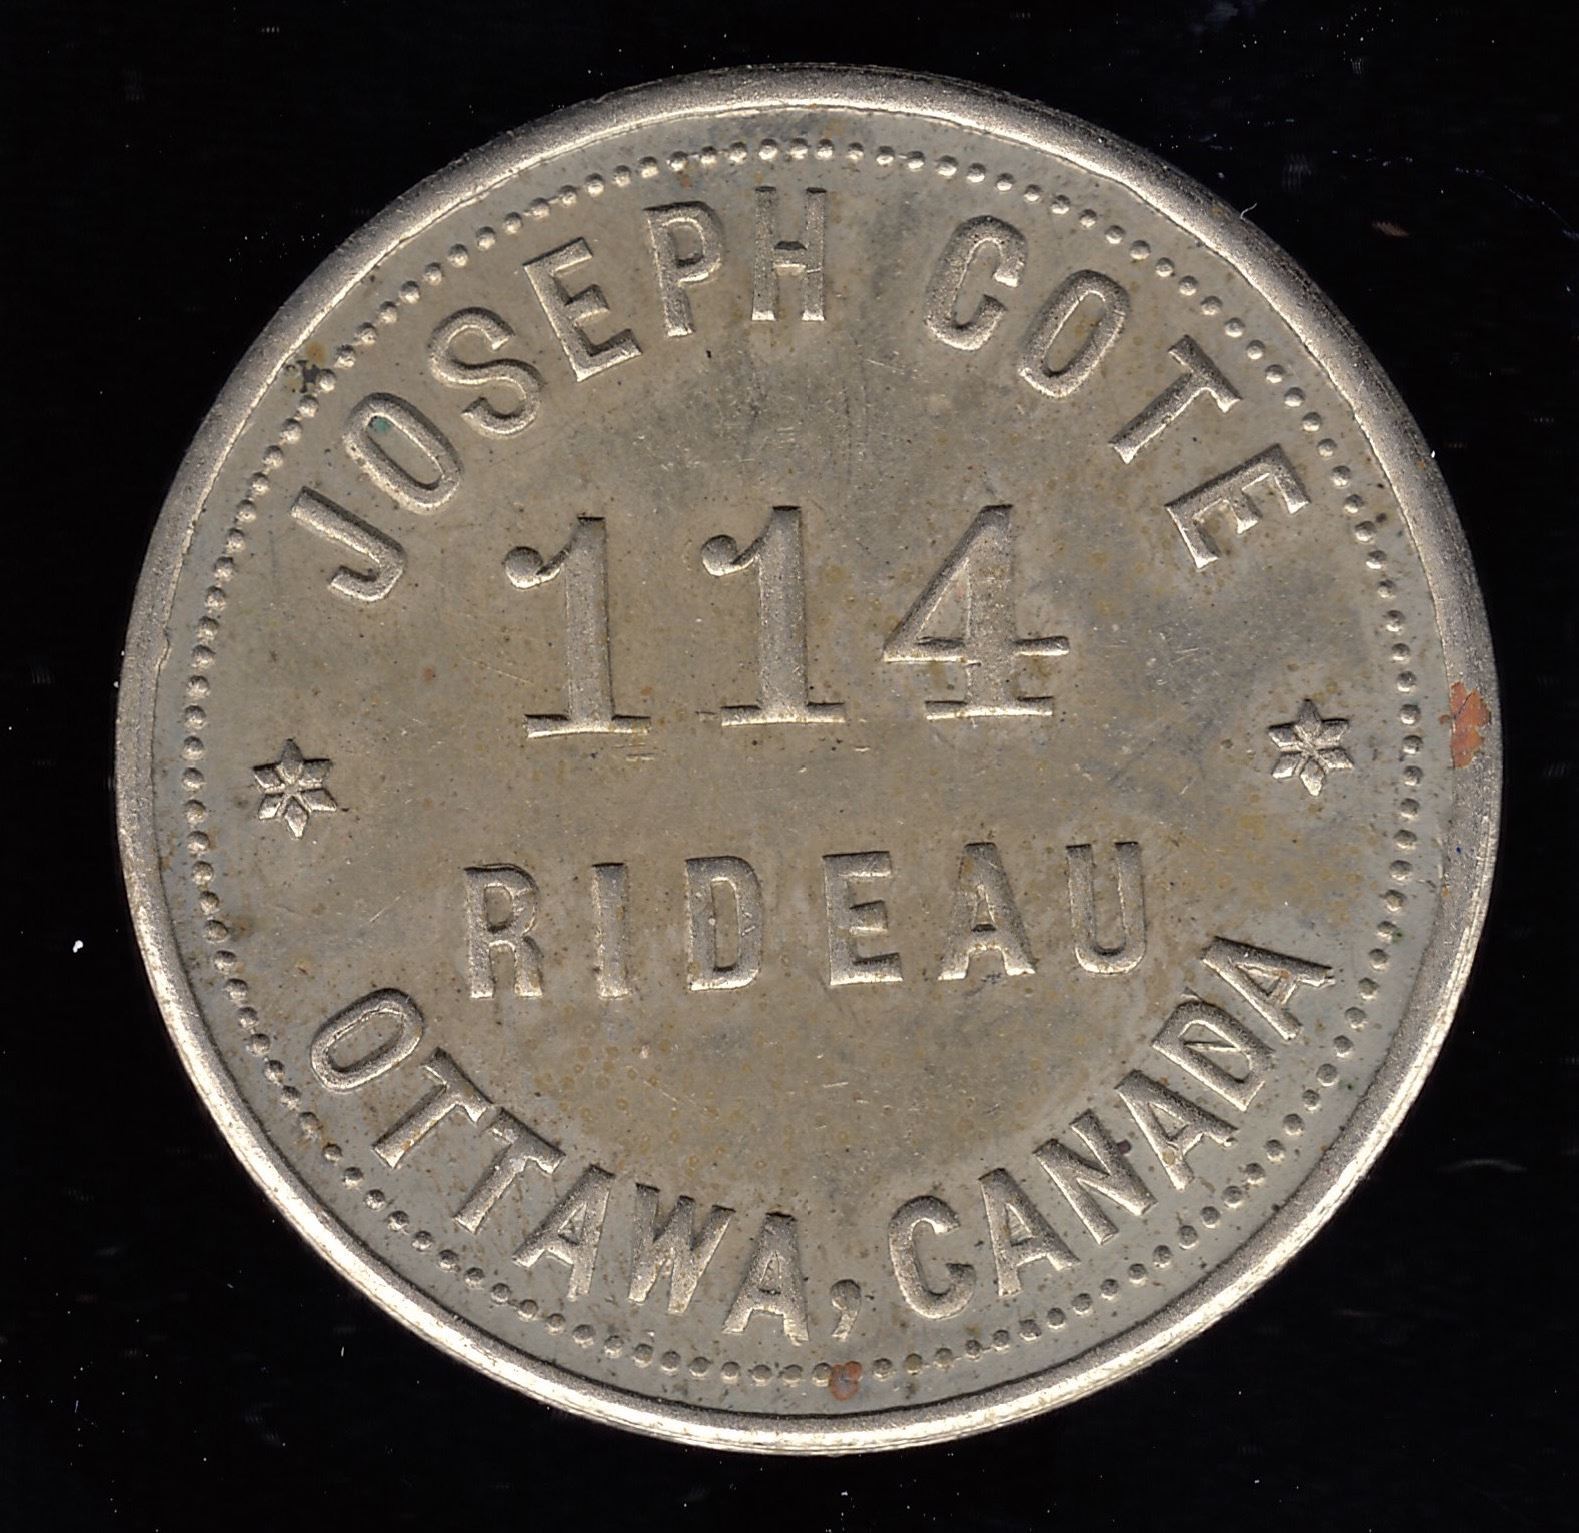 JOSEPH COTE
114
RIDEAU
OTTAWA, CANADA